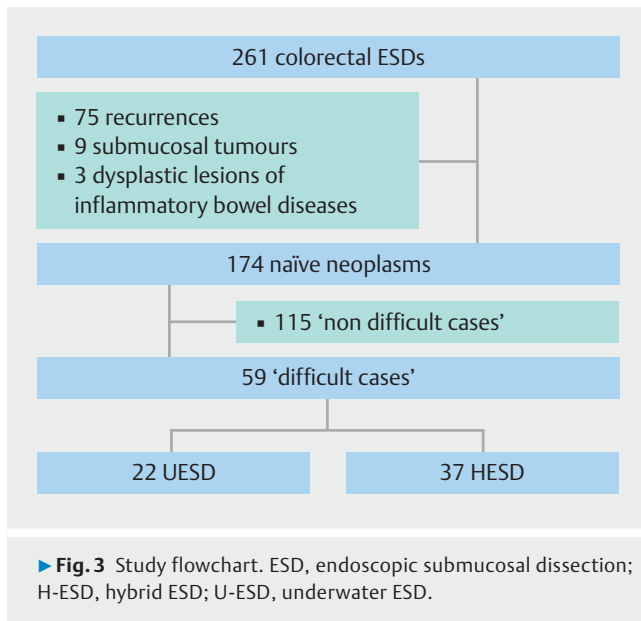 261 colorectal ESDs
▪ 75 recurrences
▪ 9 submucosal tumours
▪ 3 dysplastic lesions of
inflammatory bowel diseases
174 naïve neoplasms
▪ 115 ‘non difficult cases’
59 ‘difficult cases’
22 UESD
37 HESD
▶ Fig. 3 Study flowchart. ESD, endoscopic submucosal dissection;
H-ESD, hybrid ESD; U-ESD, underwater ESD.